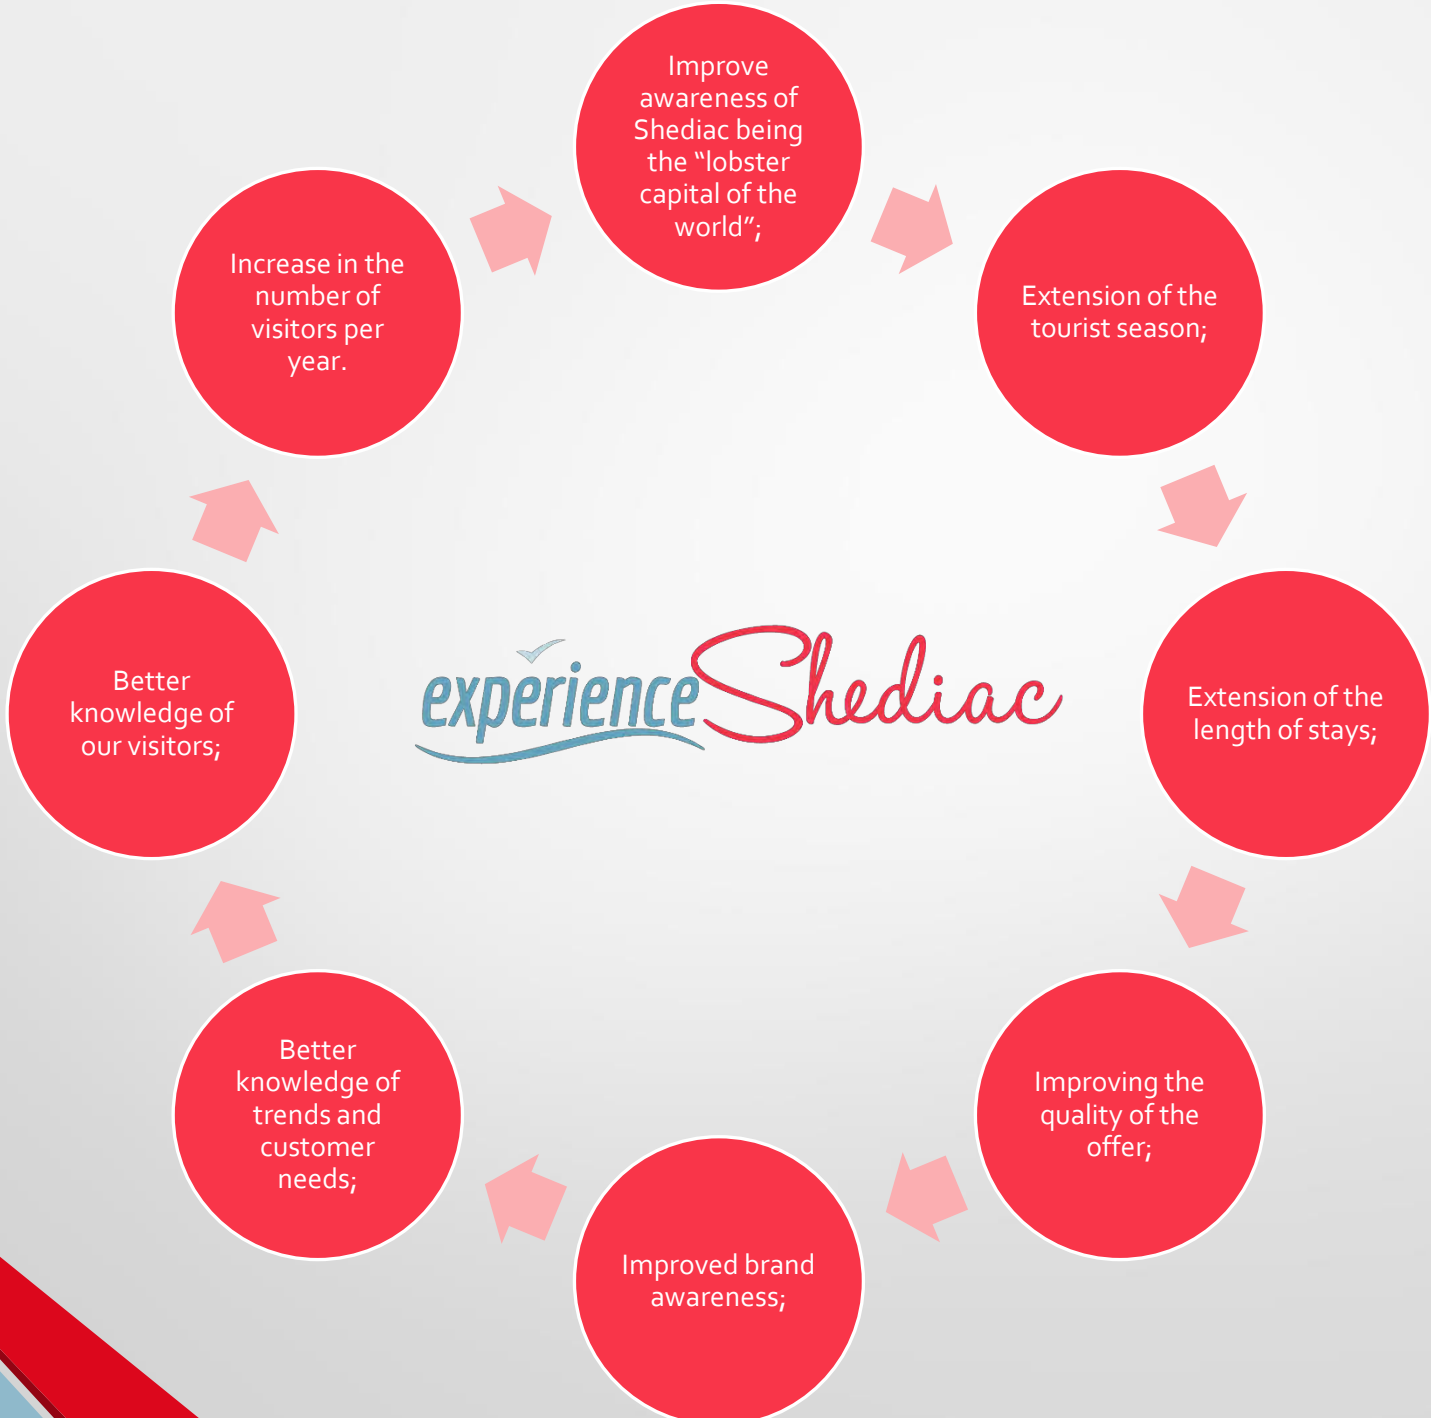 Improve
awareness of
Shediac being
the “lobster
capital of the
world”;
Extension of the
tourist season;
Extension of the
length of stays;
Improving the
quality of the
offer;
Improved brand
awareness;
Better
knowledge of
trends and
customer
needs;
Better
knowledge of
our visitors;
Increase in the
number of
visitors per
year.
experience Shediac